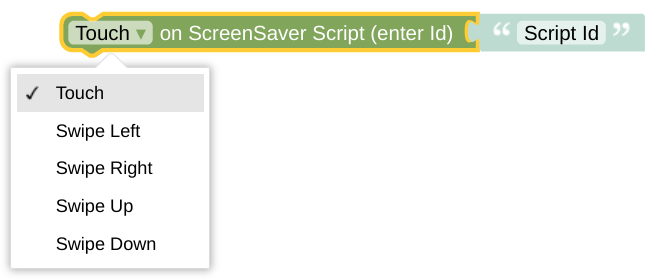 Touch ▾ on ScreenSaver Script (enter Id) “ Script Id ”
✓ Touch
Swipe Left
Swipe Right
Swipe Up
Swipe Down